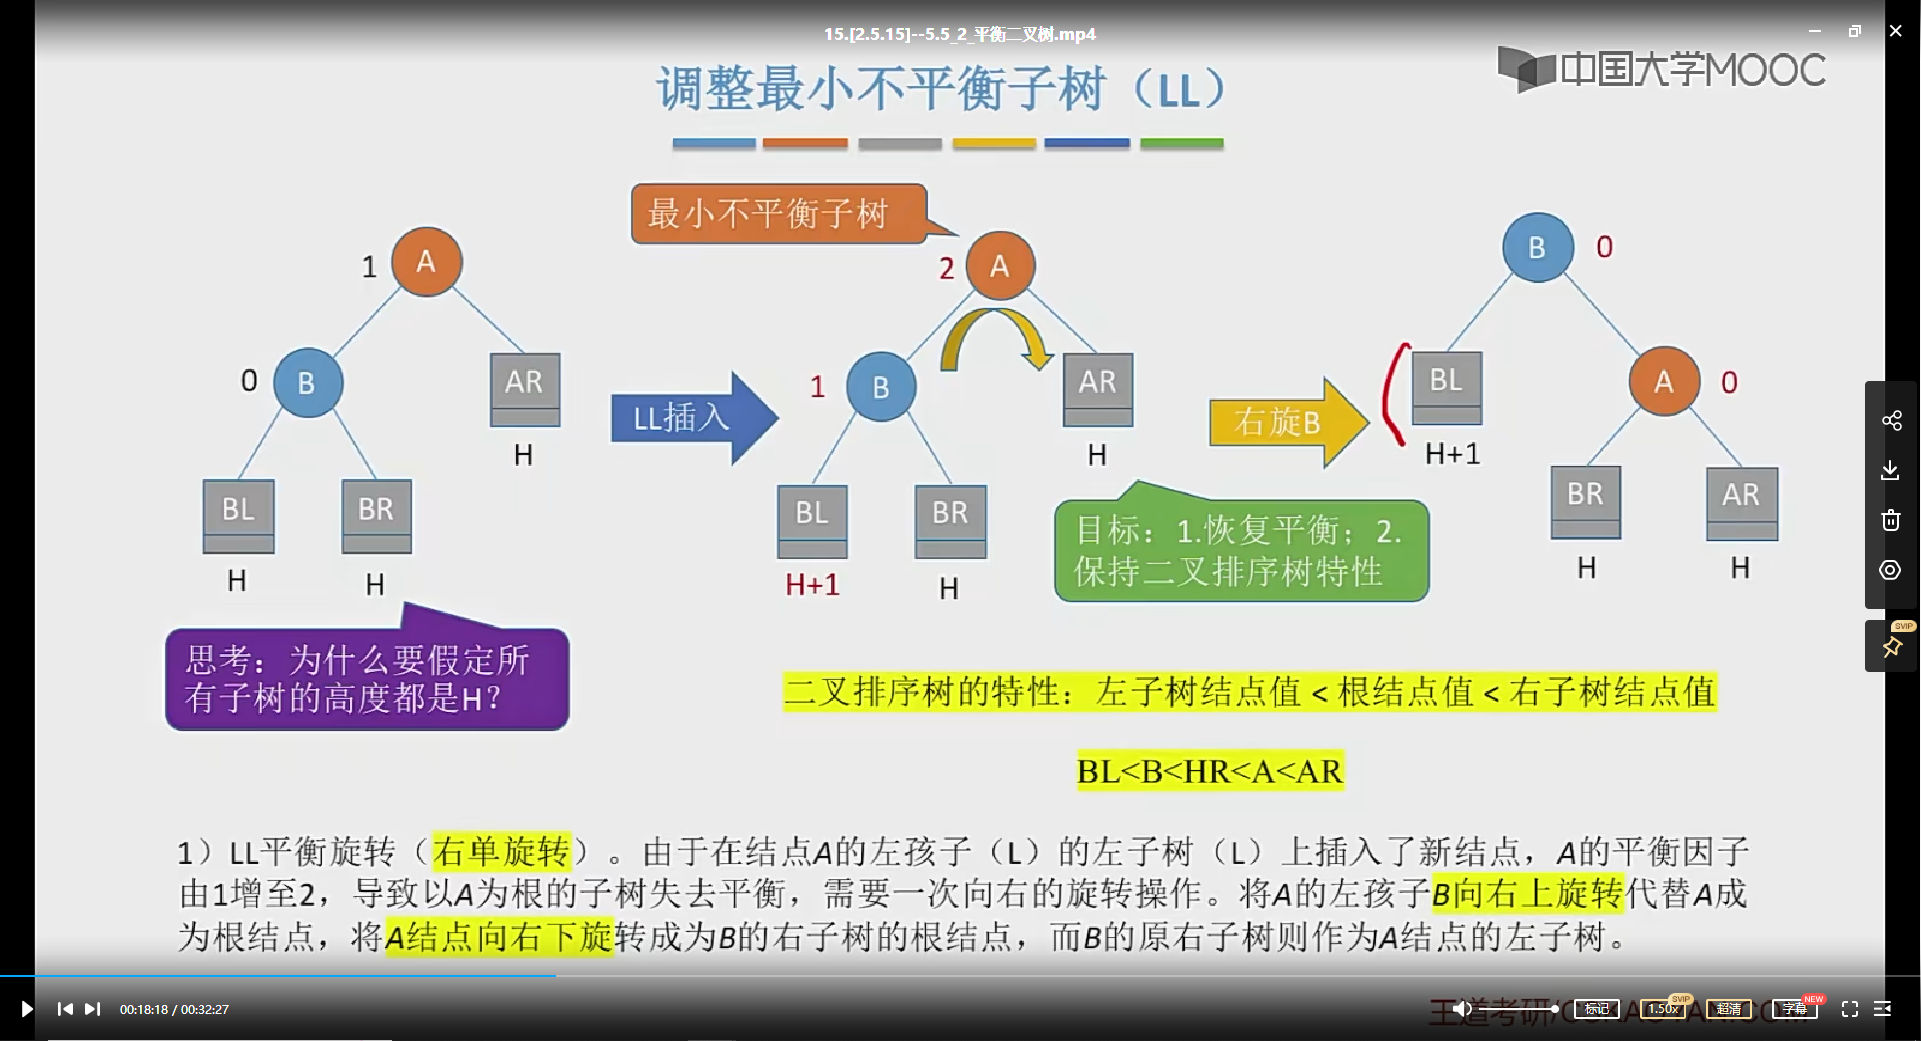 15.[2.5.15]--5.5_2_平衡二叉树.mp4
中国大学MOOC
调整最小不平衡子树（LL）
最小不平衡子树
1
A
0
B
AR
H
BL
BR
H
H
LL插入
2
A
1
B
AR
H
BL
BR
H+1
H
右旋B
B
0
BL
H+1
A
0
BR
AR
H
H
目标：1.恢复平衡；2.
保持二叉排序树特性
思考：为什么要假定所
有子树的高度都是H？
二叉排序树的特性：左子树结点值 < 根结点值 < 右子树结点值
BL<B<HR<A<AR
1）LL平衡旋转（右单旋转）。由于在结点A的左孩子（L）的左子树（L）上插入了新结点，A的平衡因子
由1增至2，导致以A为根的子树失去平衡，需要一次向右的旋转操作。将A的左孩子B向右上旋转代替A成
为根结点，将A结点向右下旋转成为B的右子树的根结点，而B的原右子树则作为A结点的左子树。
SVIP
00:18:18 / 00:32:27
标记
SVIP
1.50x
超清
NEW
字幕